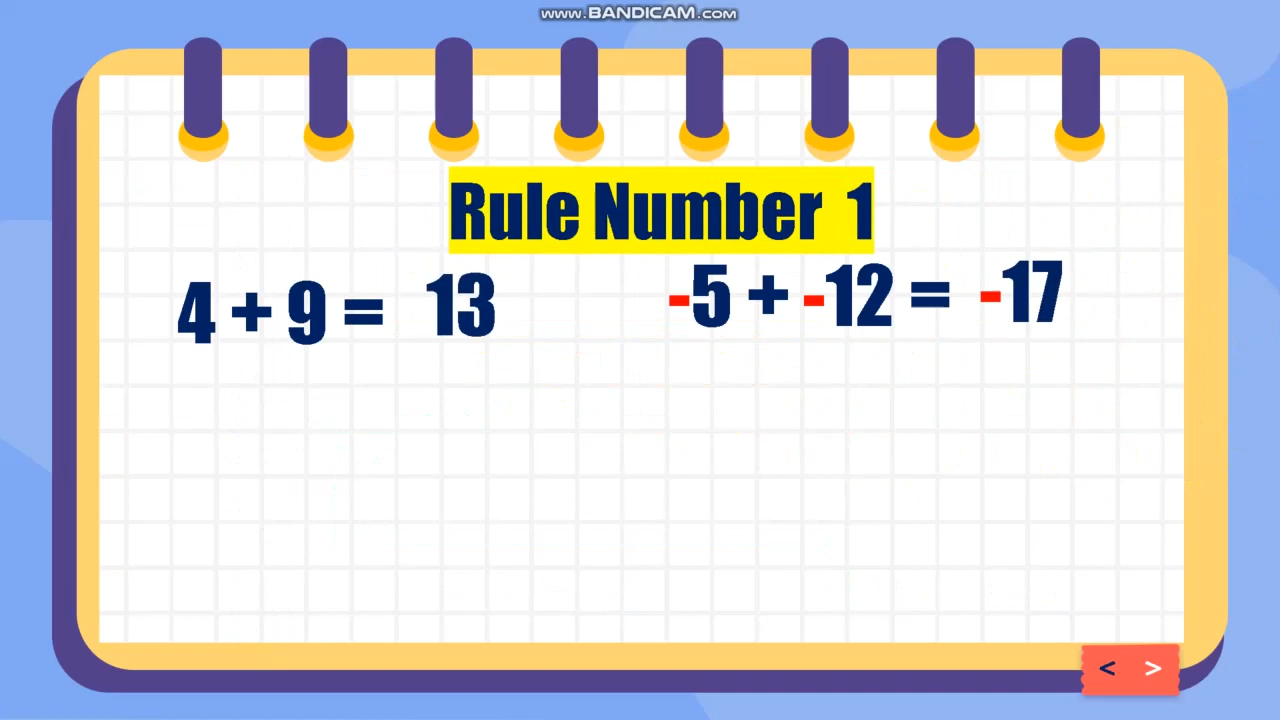 www.BANDICAM.com
Rule Number 1
4 + 9 = 13
-5 + -12 = -17
< >